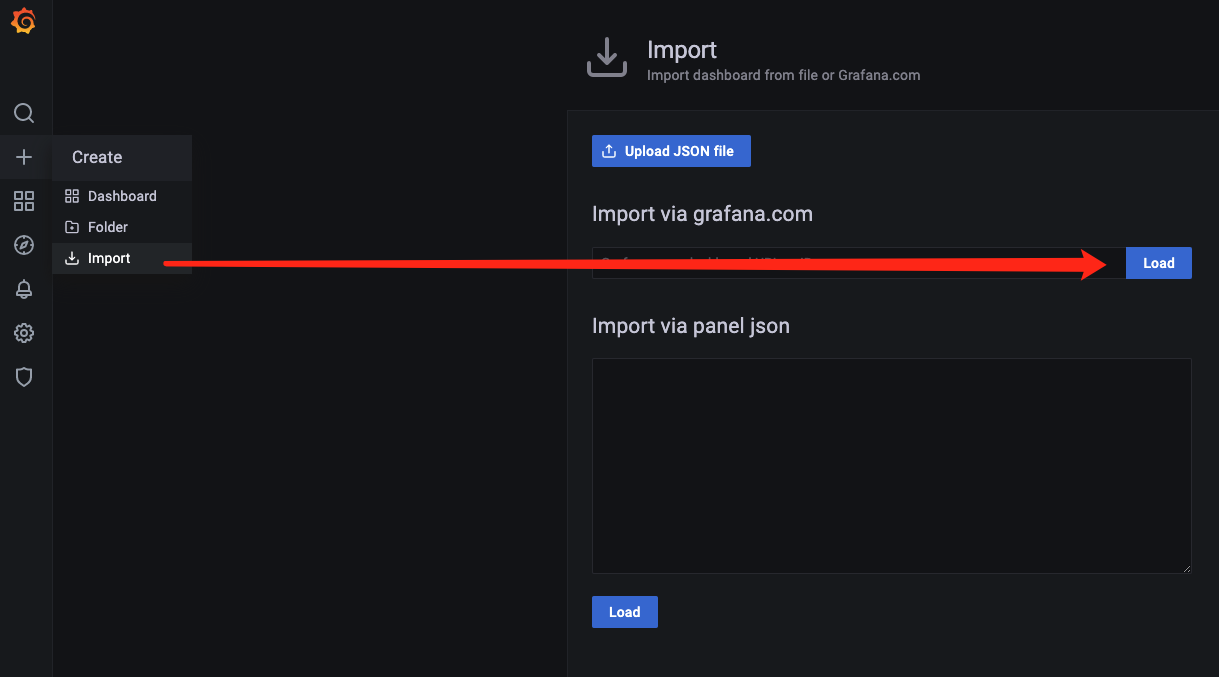 Import
Import dashboard from file or Grafana.com
Create
Dashboard
Folder
Import
Upload JSON file
Import via grafana.com
Load
Import via panel json
Load